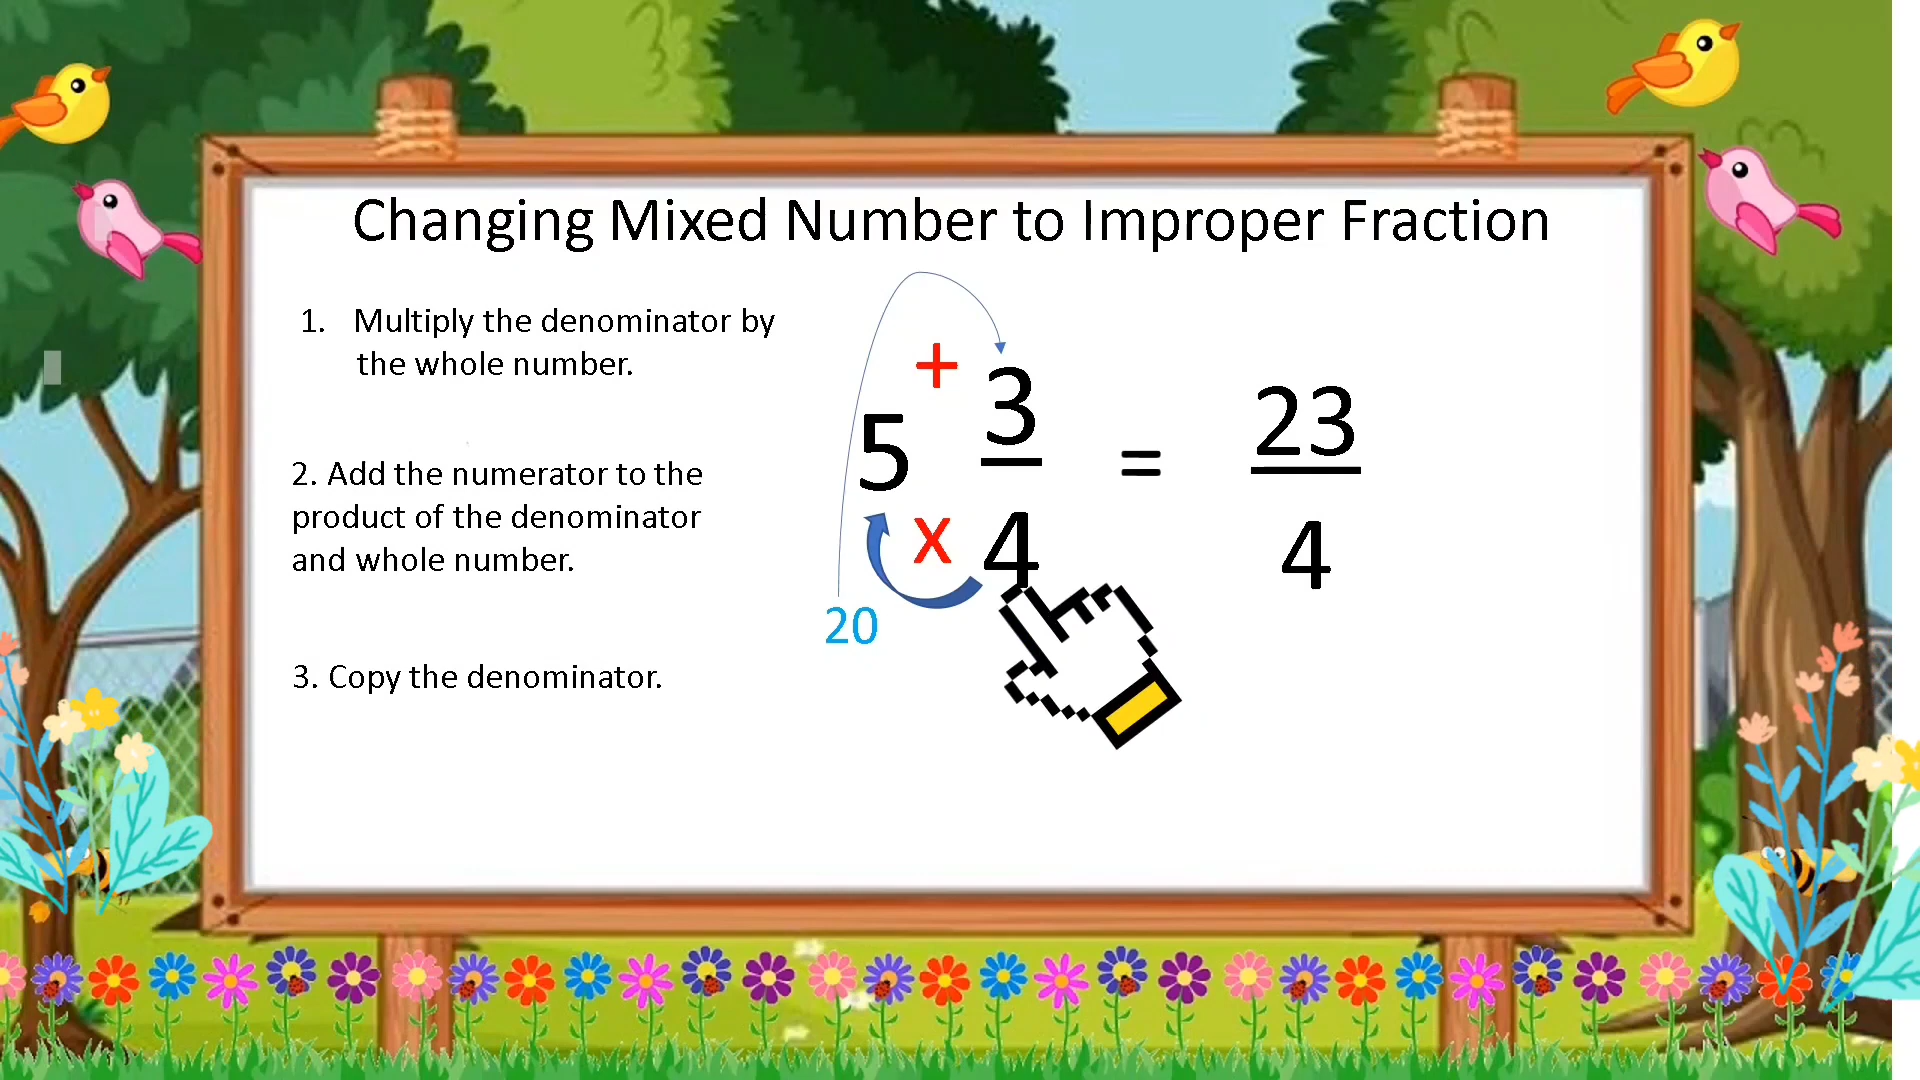 Changing Mixed Number to Improper Fraction
1. Multiply the denominator by
the whole number.
2. Add the numerator to the
product of the denominator
and whole number.
3. Copy the denominator.
+
3
5
x
4
20
=
23
4